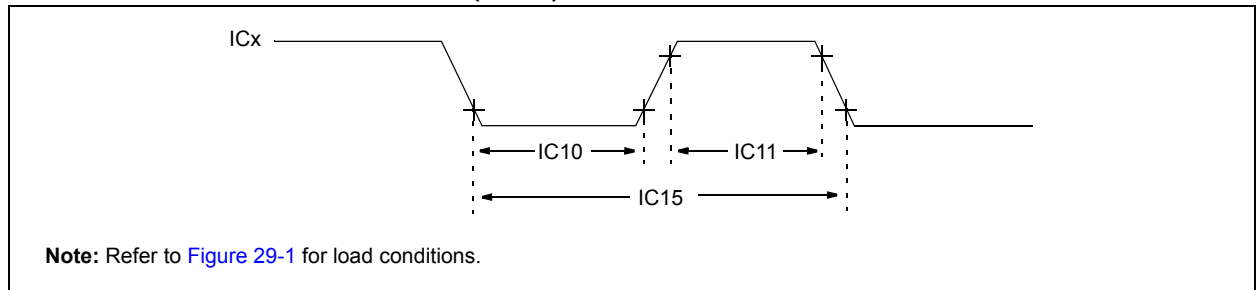 ICx
IC10
IC11
IC15
Note: Refer to Figure 29-1 for load conditions.